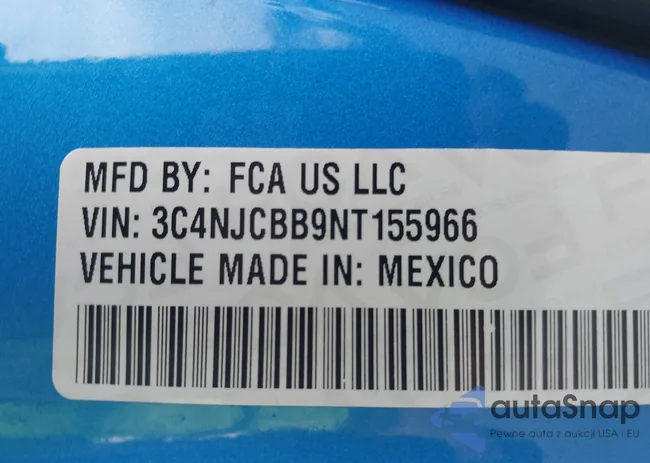 MFD BY: FCA US LLC
VIN: 3C4NJCBB9NT155966
VEHICLE MADE IN: MEXICO
autaSnap
Pewne auta z aukcji USA i EU